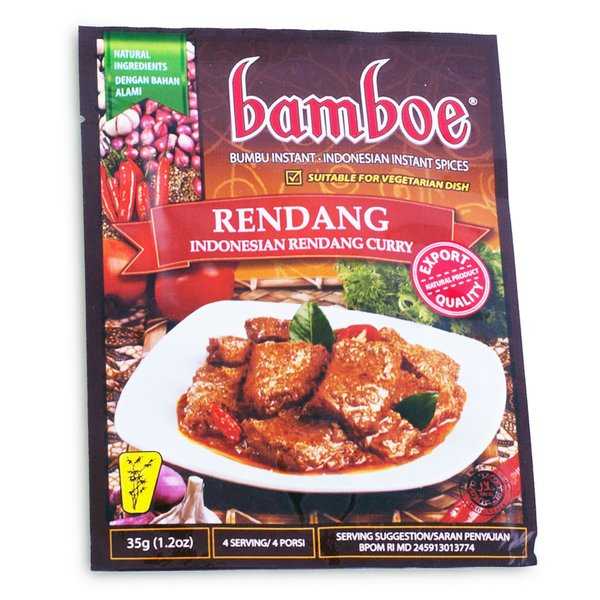 NATURAL
INGREDIENTS
DENGAN BAHAN
ALAMI
bamboe®
BUMBU INSTANT - INDONESIAN INSTANT SPICES
SUITABLE FOR VEGETARIAN DISH
RENDANG
INDONESIAN RENDANG CURRY
EXPORT
NATURAL PRODUCT
QUALITY
35g (1.2oz)
4 SERVING/ 4 PORSI
SERVING SUGGESTION/SARAN PENYAJIAN
BPOM RI MD 245913013774